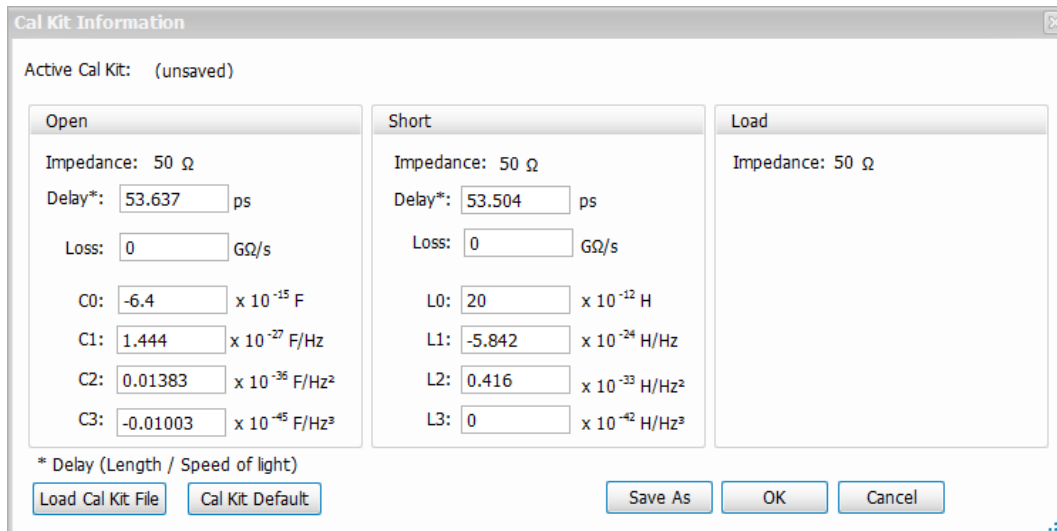 Cal Kit Information
Active Cal Kit: (unsaved)
Open
Impedance: 50 Ω
Delay*: 53.637 ps
Loss: 0 GΩ/s
C0: -6.4 x 10⁻¹⁵ F
C1: 1.444 x 10⁻²⁷ F/Hz
C2: 0.01383 x 10⁻³⁶ F/Hz²
C3: -0.01003 x 10⁻⁴⁵ F/Hz³
Short
Impedance: 50 Ω
Delay*: 53.504 ps
Loss: 0 GΩ/s
L0: 20 x 10⁻¹² H
L1: -5.842 x 10⁻²⁴ H/Hz
L2: 0.416 x 10⁻³³ H/Hz²
L3: 0 x 10⁻⁴² H/Hz³
Load
Impedance: 50 Ω
* Delay (Length / Speed of light)
Load Cal Kit File Cal Kit Default Save As OK Cancel